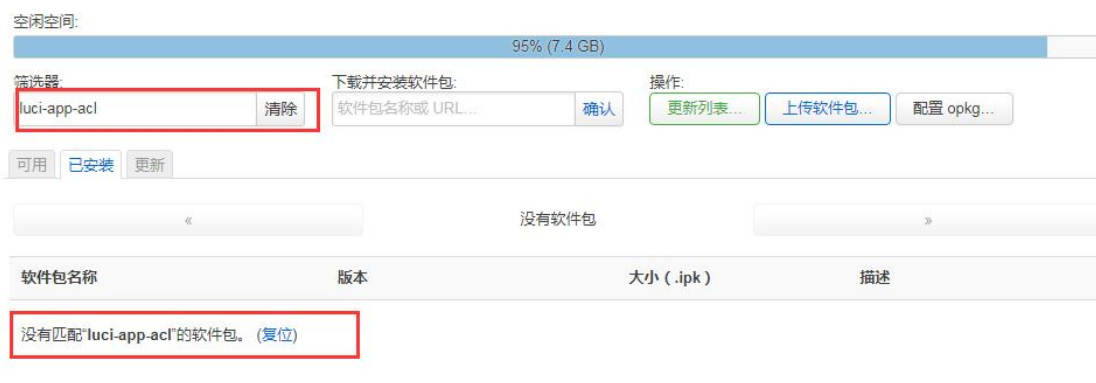 空闲空间:
95% (7.4 GB)
筛选器: 下载并安装软件包: 操作:
luci-app-acl 清除 软件包名称或 URL... 确认 更新列表... 上传软件包... 配置 opkg...
可用 已安装 更新
« 没有软件包 »
软件包名称 版本 大小 (.ipk) 描述
没有匹配"luci-app-acl"的软件包。 (复位)